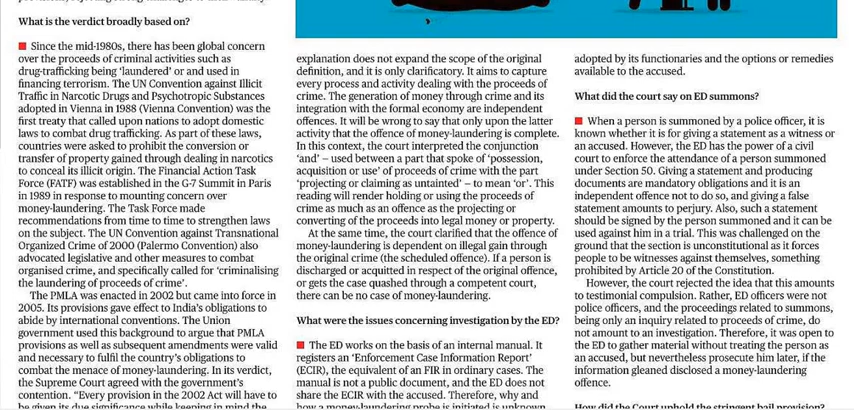 What is the verdict broadly based on?
Since the mid-1980s, there has been global concern
over the proceeds of criminal activities such as
drug-trafficking being ‘laundered’ or and used in
financing terrorism. The UN Convention against Illicit
Traffic in Narcotic Drugs and Psychotropic Substances
adopted in Vienna in 1988 (Vienna Convention) was the
first treaty that called upon nations to adopt domestic
laws to combat drug trafficking. As part of these laws,
countries were asked to prohibit the conversion or
transfer of property gained through dealing in narcotics
to conceal its illicit origin. The Financial Action Task
Force (FATF) was established in the G-7 Summit in Paris
in 1989 in response to mounting concern over
money-laundering. The Task Force made
recommendations from time to time to strengthen laws
on the subject. The UN Convention against Transnational
Organized Crime of 2000 (Palermo Convention) also
advocated legislative and other measures to combat
organised crime, and specifically called for ‘criminalising
the laundering of proceeds of crime’.
The PMLA was enacted in 2002 but came into force in
2005. Its provisions gave effect to India’s obligations to
abide by international conventions. The Union
government used this background to argue that PMLA
provisions as well as subsequent amendments were valid
and necessary to fulfil the country’s obligations to
combat the menace of money-laundering. In its verdict,
the Supreme Court agreed with the government’s
contention. “Every provision in the 2002 Act will have to
be given its due significance while keeping in mind the
explanation does not expand the scope of the original
definition, and it is only clarificatory. It aims to capture
every process and activity dealing with the proceeds of
crime. The generation of money through crime and its
integration with the formal economy are independent
offences. It will be wrong to say that only upon the latter
activity that the offence of money-laundering is complete.
In this context, the court interpreted the conjunction
‘and’ – used between a part that spoke of ‘possession,
acquisition or use’ of proceeds of crime with the part
‘projecting or claiming as untainted’ – to mean ‘or’. This
reading will render holding or using the proceeds of
crime as much an offence as the projecting or
converting of the proceeds into legal money or property.
At the same time, the court clarified that the offence of
money-laundering is dependent on illegal gain through
the original crime (the scheduled offence). If a person is
discharged or acquitted in respect of the original offence,
or gets the case quashed through a competent court,
there can be no case of money-laundering.
What were the issues concerning investigation by the ED?
The ED works on the basis of an internal manual. It
registers an ‘Enforcement Case Information Report’
(ECIR), the equivalent of an FIR in ordinary cases. The
manual is not a public document, and the ED does not
share the ECIR with the accused. Therefore, why and
how a money-laundering probe is initiated is unknown
adopted by its functionaries and the options or remedies
available to the accused.
What did the court say on ED summons?
When a person is summoned by a police officer, it is
known whether it is for giving a statement as a witness or
an accused. However, the ED has the power of a civil
court to enforce the attendance of a person summoned
under Section 50. Giving a statement and producing
documents are mandatory obligations and it is an
independent offence not to do so, and giving a false
statement amounts to perjury. Also, such a statement
should be signed by the person summoned and it can be
used against him in a trial. This was challenged on the
ground that the section is unconstitutional as it forces
people to be witnesses against themselves, something
prohibited by Article 20 of the Constitution.
However, the court rejected the idea that this amounts
to testimonial compulsion. Rather, ED officers were not
police officers, and the proceedings related to summons,
being only an inquiry related to proceeds of crime, do
not amount to an investigation. Therefore, it was open to
the ED to gather material without treating the person as
an accused, but nevertheless prosecute him later, if the
information gleaned disclosed a money-laundering
offence.
How did the Court uphold the stringent bail provision?